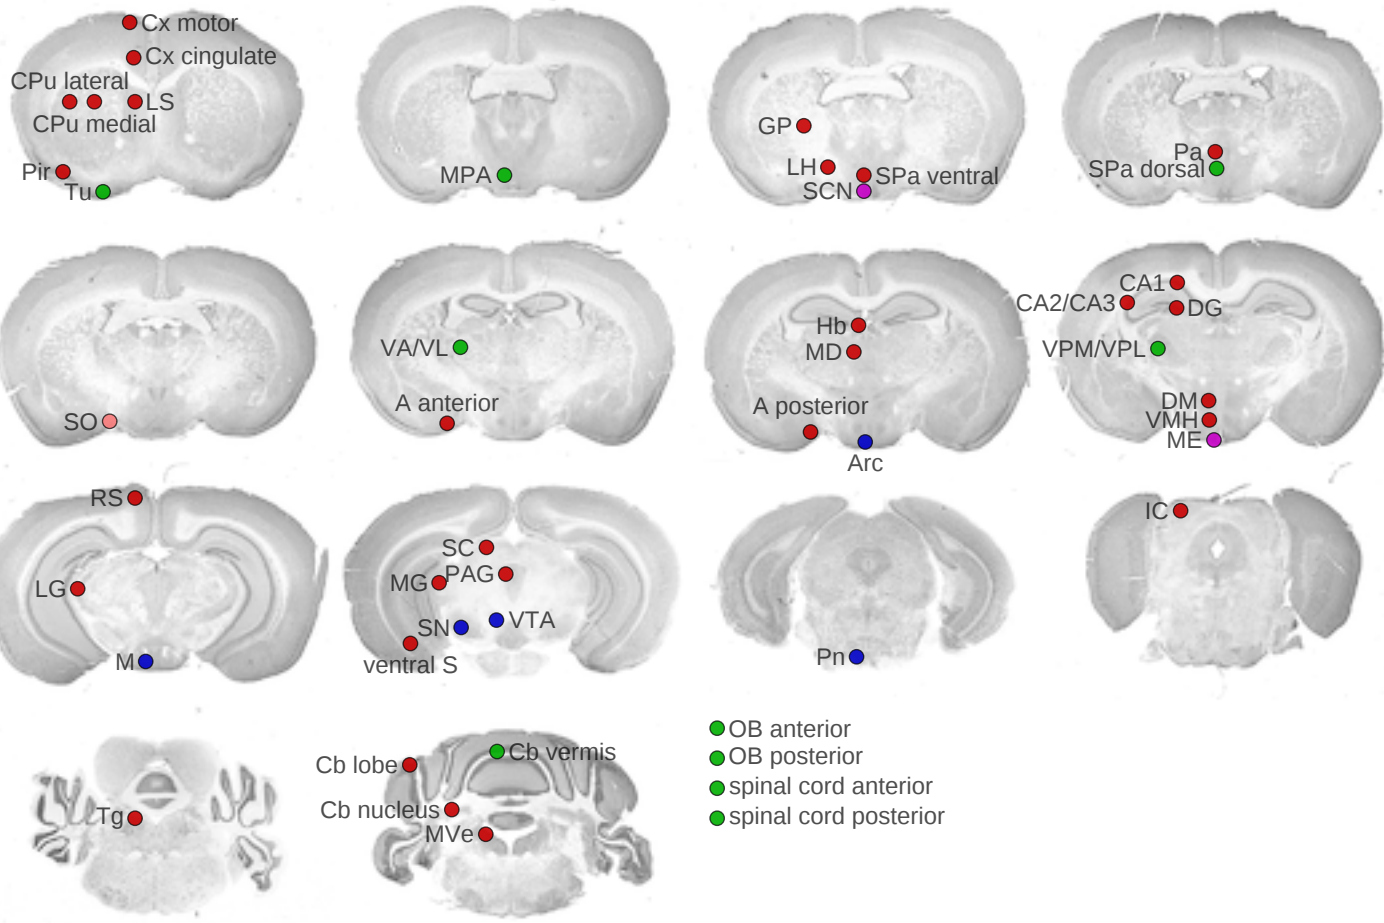 Cx motor
Cx cingulate
CPu lateral
LS
CPu medial
Pir
Tu
MPA
GP
LH
SPa ventral
SCN
Pa
SPa dorsal
SO
VA/VL
A anterior
Hb
MD
A posterior
Arc
CA1
CA2/CA3
DG
VPM/VPL
DM
VMH
ME
RS
LG
M
SC
MG
PAG
SN
VTA
ventral S
Pn
IC
Tg
Cb lobe
Cb vermis
Cb nucleus
MVe
OB anterior
OB posterior
spinal cord anterior
spinal cord posterior